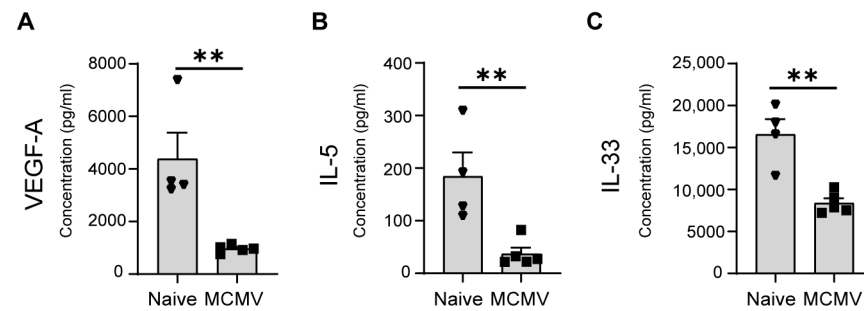 A
VEGF-A
Concentration (pg/ml)
8000
6000
4000
2000
0
**
Naive MCMV
B
IL-5
Concentration (pg/ml)
400
300
200
100
0
**
Naive MCMV
C
IL-33
Concentration (pg/ml)
25,000
20,000
15,000
10,000
5000
0
**
Naive MCMV